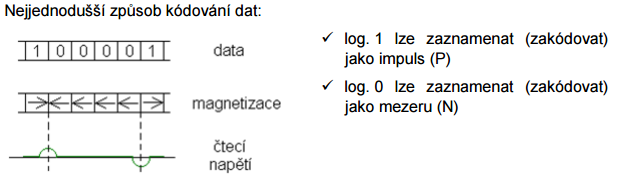 Nejjednodušší způsob kódování dat:
1 0 0 0 0 1
data
magnetizace
čtecí
napětí
✓ log. 1 lze zaznamenat (zakódovat)
jako impuls (P)
✓ log. 0 lze zaznamenat (zakódovat)
jako mezeru (N)